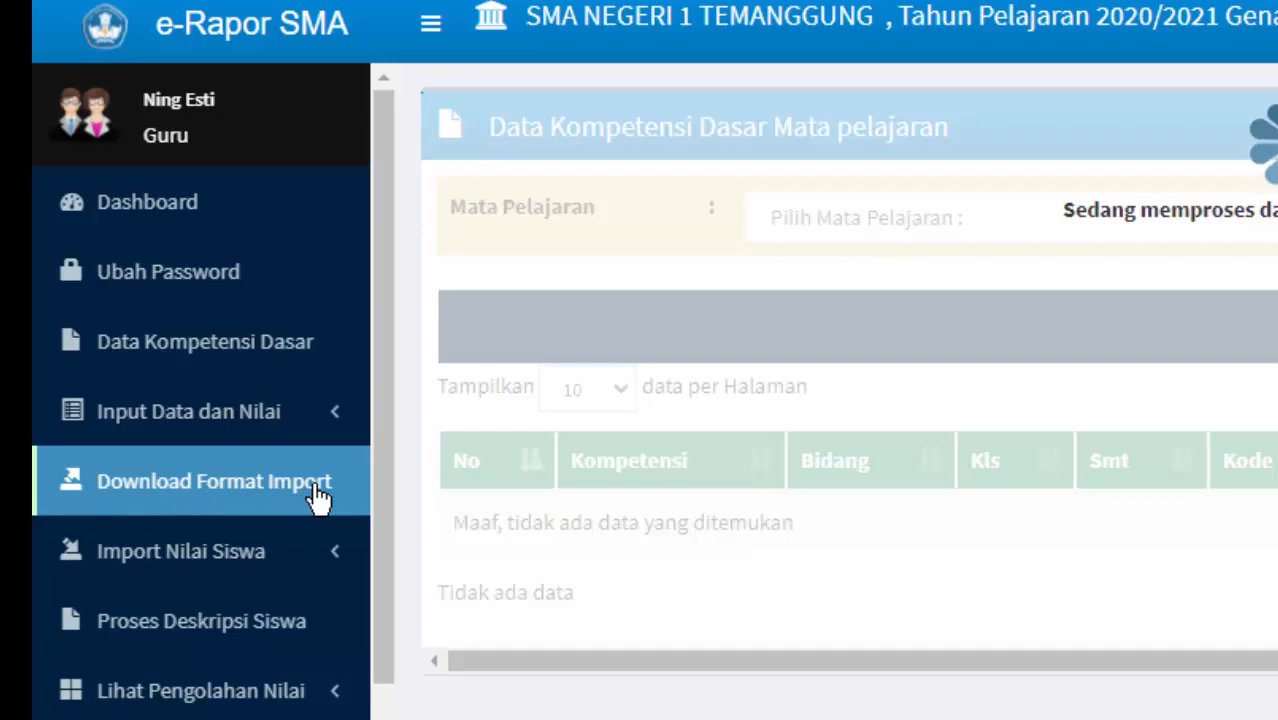 e-Rapor SMA
SMA NEGERI 1 TEMANGGUNG , Tahun Pelajaran 2020/2021
Ning Esti
Guru
Dashboard
Ubah Password
Data Kompetensi Dasar
Input Data dan Nilai
Download Format Import
Import Nilai Siswa
Proses Deskripsi Siswa
Lihat Pengolahan Nilai
Data Kompetensi Dasar Mata pelajaran
Mata Pelajaran : Pilih Mata Pelajaran :
Sedang memproses
Tampilkan 10 data per Halaman
No Kompetensi Bidang Kls Smt Kode
Maaf, tidak ada data yang ditemukan
Tidak ada data